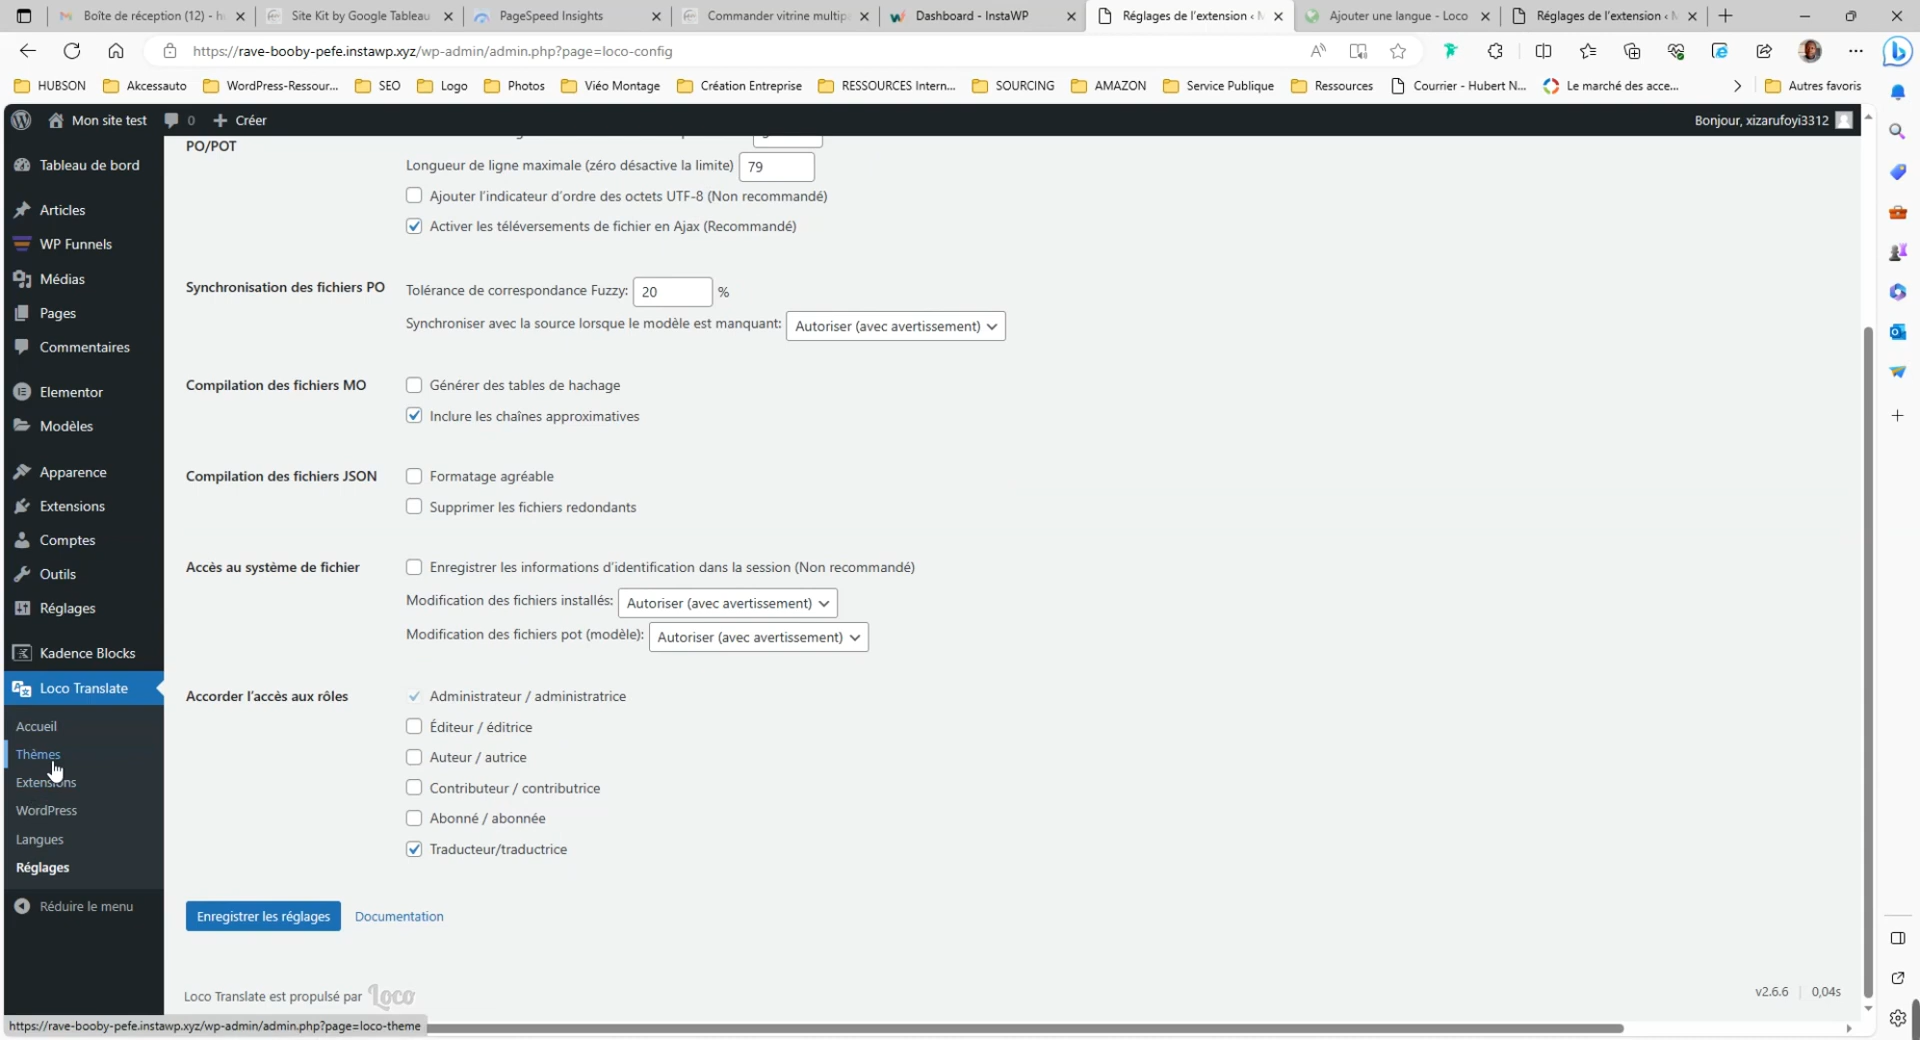 Boîte de réception (12) - h
Site Kit by Google Tableau
PageSpeed Insights
Commander vitrine multip
Dashboard - InstaWP
Réglages de l'extension ‹
Ajouter une langue - Loco
Réglages de l'extension ‹
https://rave-booby-pefe.instawp.xyz/wp-admin/admin.php?page=loco-config
HUBSON
Akcessauto
WordPress-Ressour...
SEO
Logo
Photos
Viéo Montage
Création Entreprise
RESSOURCES Intern...
SOURCING
AMAZON
Service Publique
Ressources
Courrier - Hubert N...
Le marché des acce...
Autres favoris
Mon site test
0
Créer
Bonjour, xizarufoyi3312
Tableau de bord
Articles
WP Funnels
Médias
Pages
Commentaires
Elementor
Modèles
Apparence
Extensions
Comptes
Outils
Réglages
Kadence Blocks
Loco Translate
Accueil
Thèmes
Extensions
WordPress
Langues
Réglages
Réduire le menu
PO/POT
Longueur de ligne maximale (zéro désactive la limite) 79
Ajouter l'indicateur d'ordre des octets UTF-8 (Non recommandé)
Activer les téléversements de fichier en Ajax (Recommandé)
Synchronisation des fichiers PO
Tolérance de correspondance Fuzzy: 20 %
Synchroniser avec la source lorsque le modèle est manquant: Autoriser (avec avertissement)
Compilation des fichiers MO
Générer des tables de hachage
Inclure les chaînes approximatives
Compilation des fichiers JSON
Formatage agréable
Supprimer les fichiers redondants
Accès au système de fichier
Enregistrer les informations d'identification dans la session (Non recommandé)
Modification des fichiers installés: Autoriser (avec avertissement)
Modification des fichiers pot (modèle): Autoriser (avec avertissement)
Accorder l'accès aux rôles
Administrateur / administratrice
Éditeur / éditrice
Auteur / autrice
Contributeur / contributrice
Abonné / abonnée
Traducteur/traductrice
Enregistrer les réglages
Documentation
Loco Translate est propulsé par Loco
v2.6.6
0,04s
https://rave-booby-pefe.instawp.xyz/wp-admin/admin.php?page=loco-theme